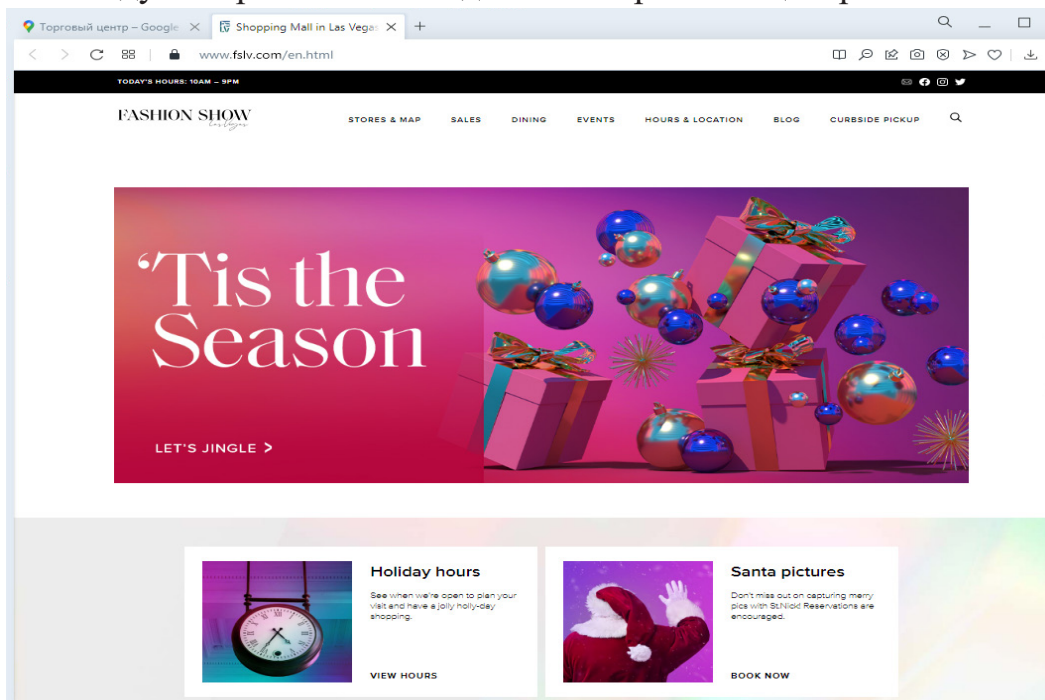 Торговый центр – Google
Shopping Mall in Las Vegas
www.fslv.com/en.html
TODAY'S HOURS: 10AM – 9PM
FASHION SHOW
las Vegas
STORES & MAP SALES DINING EVENTS HOURS & LOCATION BLOG CURBSIDE PICKUP
'Tis the
Season
LET'S JINGLE >
Holiday hours
See when we're open to plan your
visit and have a jolly holly-day
shopping.
VIEW HOURS
Santa pictures
Don't miss out on capturing merry
pics with St.Nick! Reservations are
encouraged.
BOOK NOW